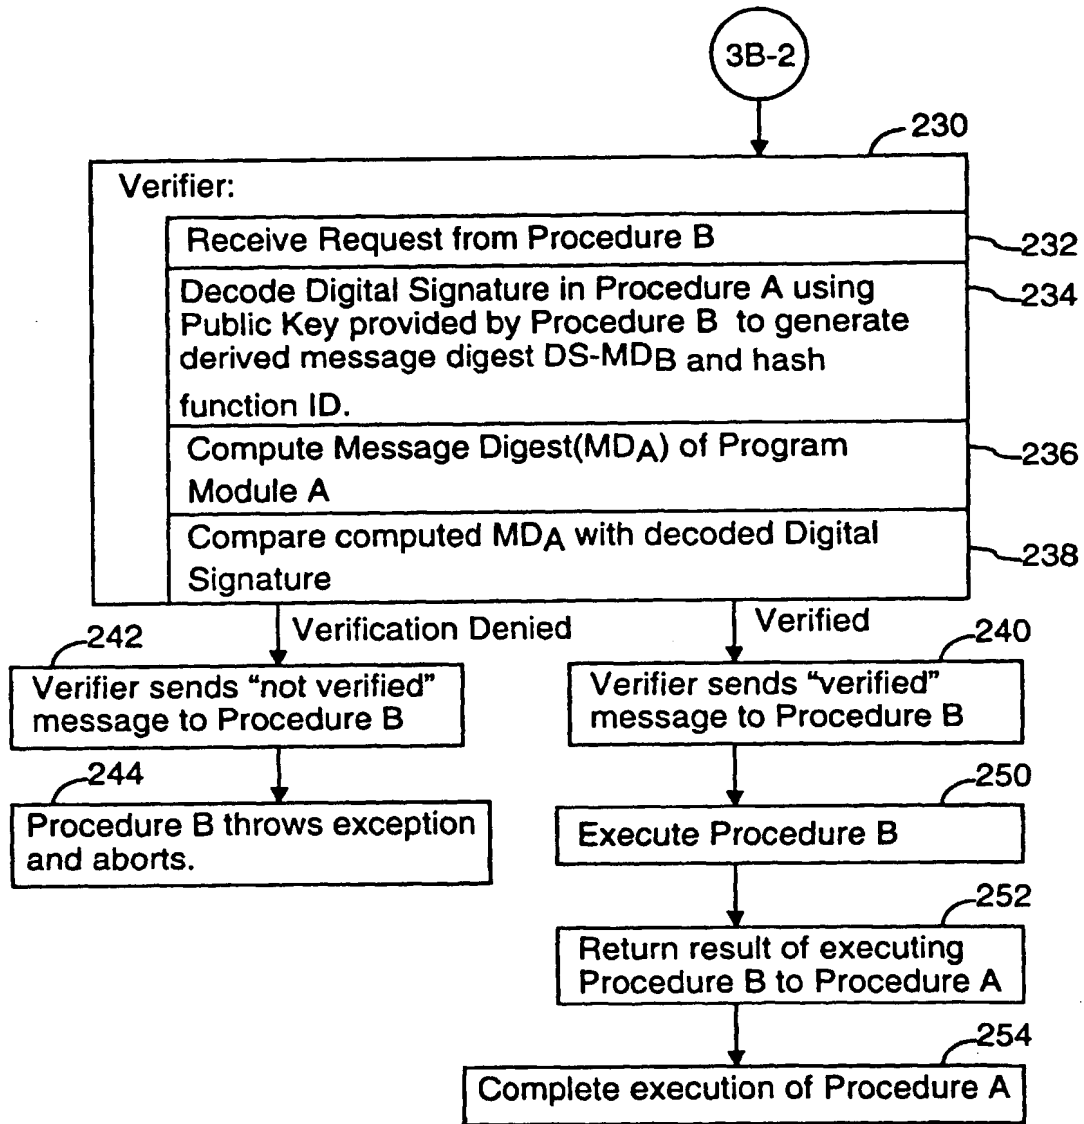 3B-2
230
Verifier:
Receive Request from Procedure B
232
Decode Digital Signature in Procedure A using
234
Public Key provided by Procedure B to generate
derived message digest DS-MDB and hash
function ID.
Compute Message Digest(MDA) of Program
236
Module A
Compare computed MDA with decoded Digital
238
Signature
Verification Denied
Verified
242
240
Verifier sends “not verified”
message to Procedure B
Verifier sends “verified”
message to Procedure B
244
250
Procedure B throws exception
and aborts.
Execute Procedure B
252
Return result of executing
Procedure B to Procedure A
254
Complete execution of Procedure A